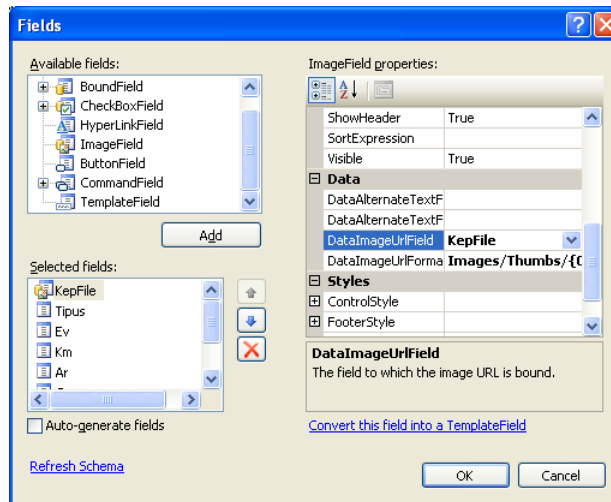 Fields
Available fields:
BoundField
CheckBoxField
HyperLinkField
ImageField
ButtonField
CommandField
TemplateField
Add
Selected fields:
KepFile
Tipus
Ev
Km
Ar
Auto-generate fields
Refresh Schema
ImageField properties:
ShowHeader True
SortExpression
Visible True
Data
DataAlternateTextF
DataAlternateTextF
DataImageUrlField KepFile
DataImageUrlForma Images/Thumbs/{0
Styles
ControlStyle
FooterStyle
DataImageUrlField
The field to which the image URL is bound.
Convert this field into a TemplateField
OK Cancel